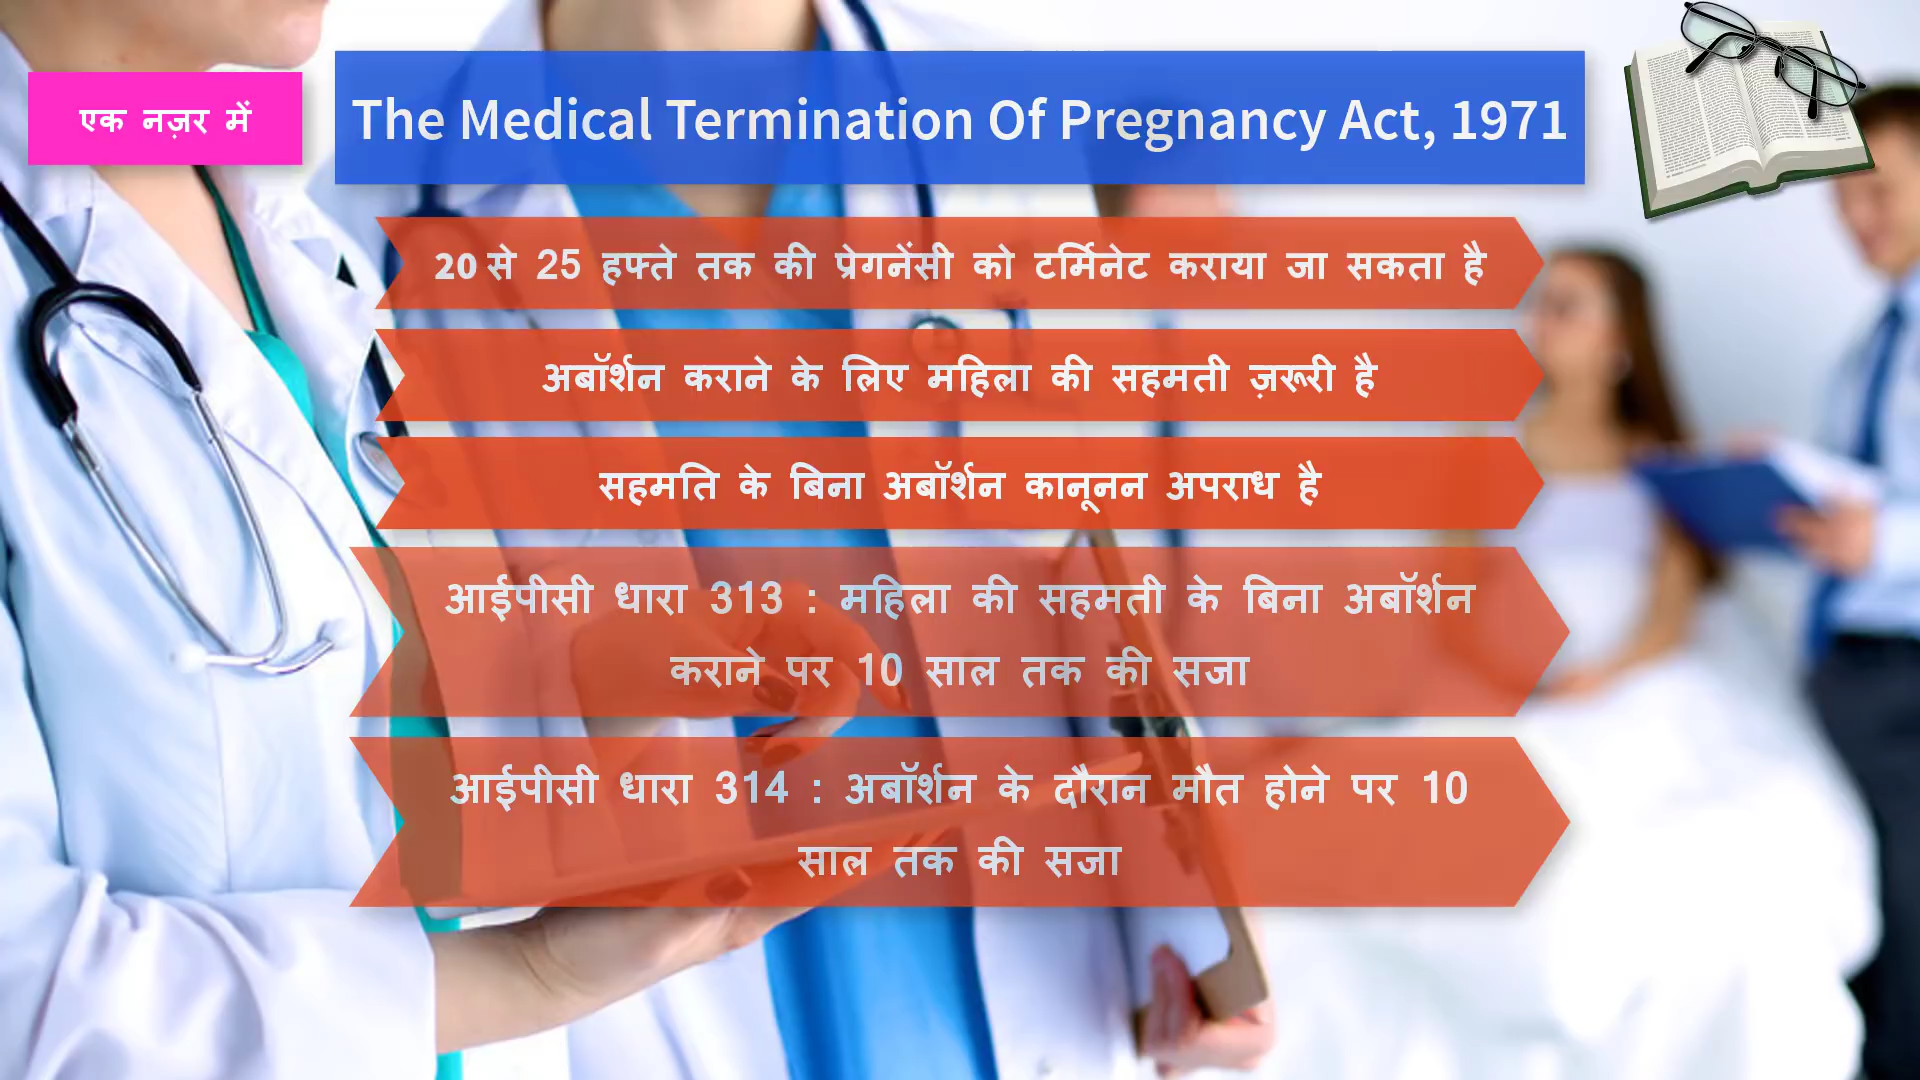 एक नज़र में
The Medical Termination Of Pregnancy Act, 1971
20 से 25 हफ्ते तक की प्रेगनेंसी को टर्मिनेट कराया जा सकता है
अबॉर्शन कराने के लिए महिला की सहमती ज़रूरी है
सहमति के बिना अबॉर्शन कानूनन अपराध है
आईपीसी धारा 313 : महिला की सहमती के बिना अबॉर्शन
कराने पर 10 साल तक की सजा
आईपीसी धारा 314 : अबॉर्शन के दौरान मौत होने पर 10
साल तक की सजा